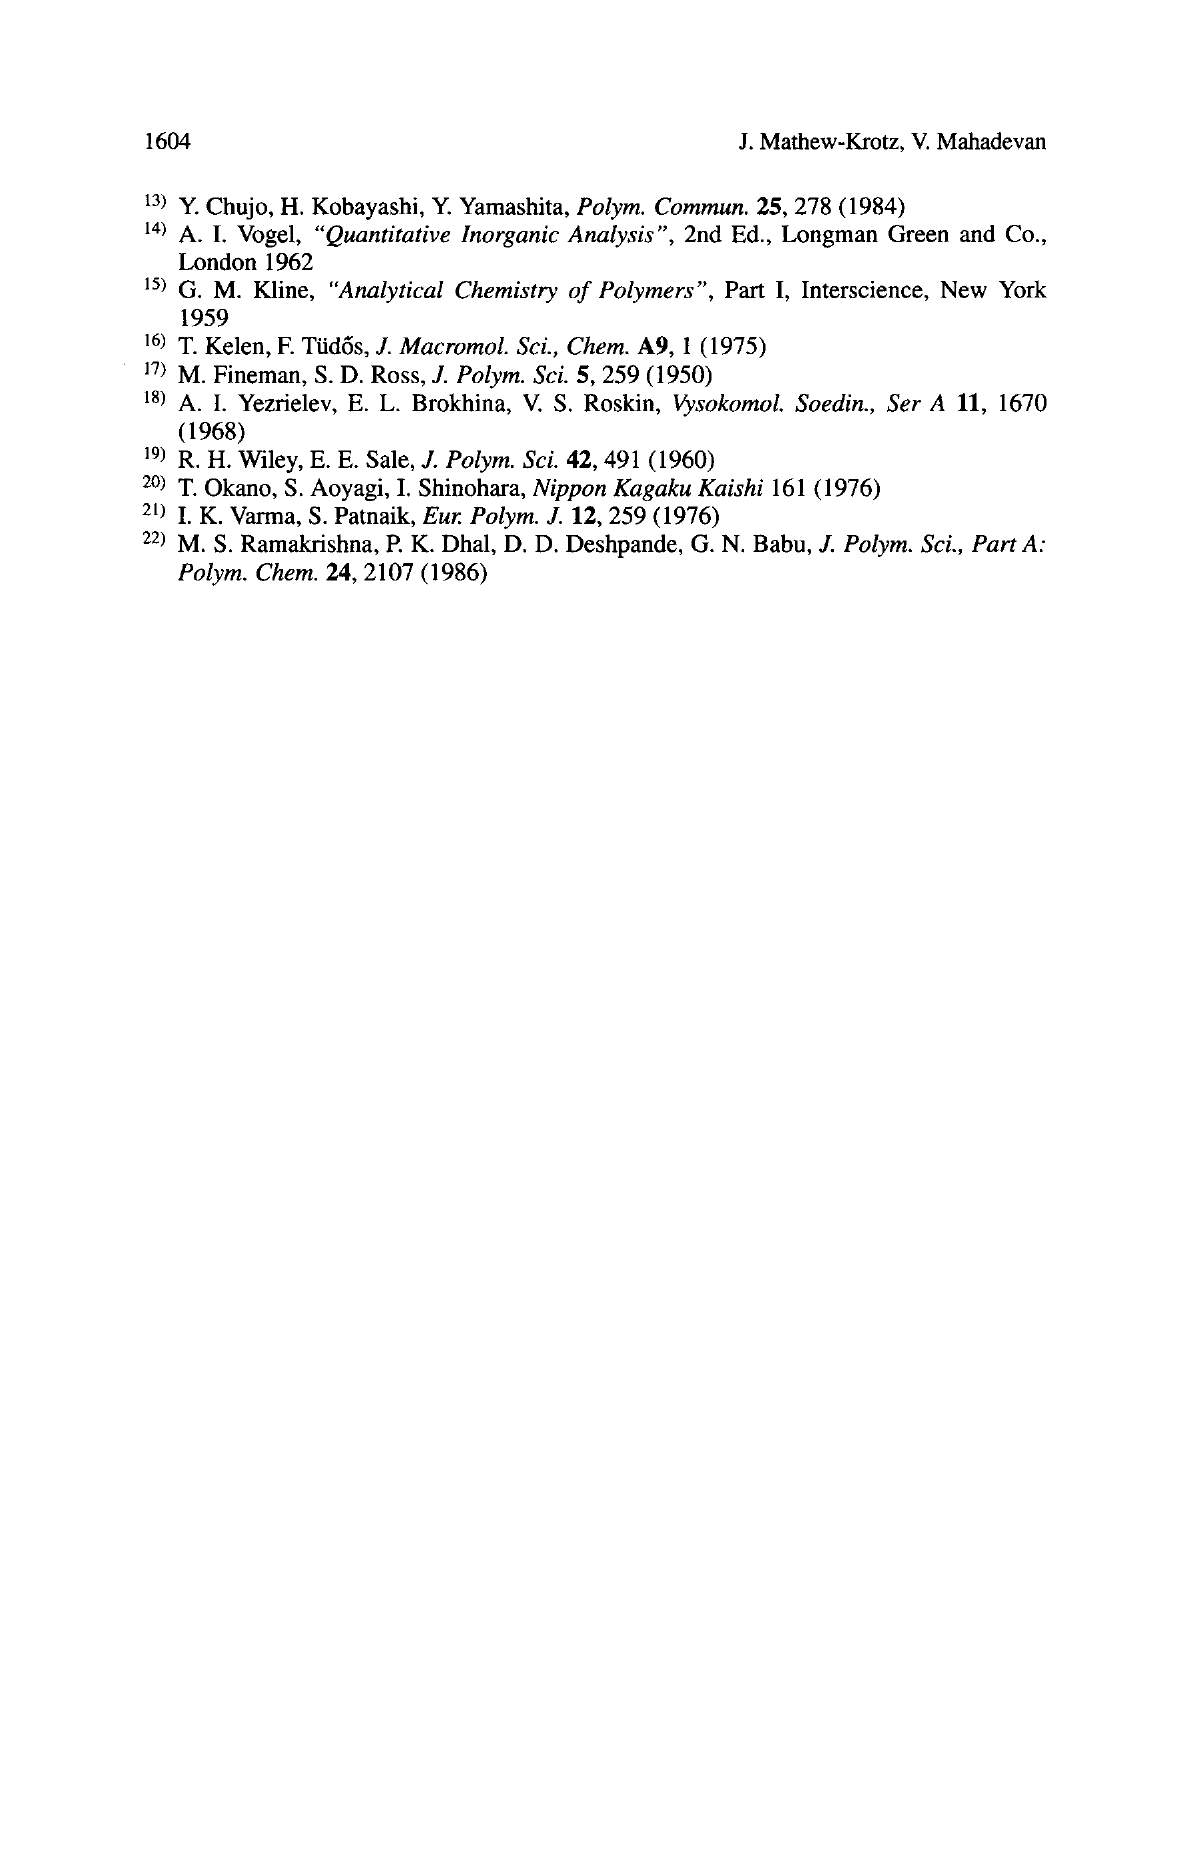 1604 J. Mathew-Krotz, V. Mahadevan
13) Y. Chujo, H. Kobayashi, Y. Yamashita, Polym. Commun. 25, 278 (1984)
14) A. I. Vogel, “Quantitative Inorganic Analysis”, 2nd Ed., Longman Green and Co.,
London 1962
15) G. M. Kline, “Analytical Chemistry of Polymers”, Part I, Interscience, New York
1959
16) T. Kelen, F. Tüdős, J. Macromol. Sci., Chem. A9, 1 (1975)
17) M. Fineman, S. D. Ross, J. Polym. Sci. 5, 259 (1950)
18) A. I. Yezrielev, E. L. Brokhina, V. S. Roskin, Vysokomol. Soedin., Ser A 11, 1670
(1968)
19) R. H. Wiley, E. E. Sale, J. Polym. Sci. 42, 491 (1960)
20) T. Okano, S. Aoyagi, I. Shinohara, Nippon Kagaku Kaishi 161 (1976)
21) I. K. Varma, S. Patnaik, Eur. Polym. J. 12, 259 (1976)
22) M. S. Ramakrishna, P. K. Dhal, D. D. Deshpande, G. N. Babu, J. Polym. Sci., Part A:
Polym. Chem. 24, 2107 (1986)